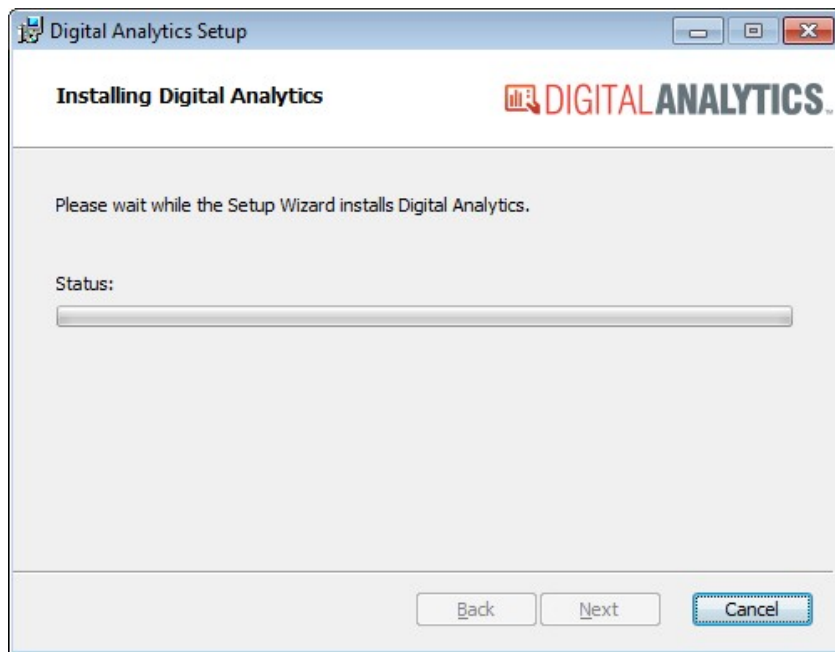 Digital Analytics Setup
Installing Digital Analytics
DIGITALANALYTICS™
Please wait while the Setup Wizard installs Digital Analytics.
Status:
Back
Next
Cancel